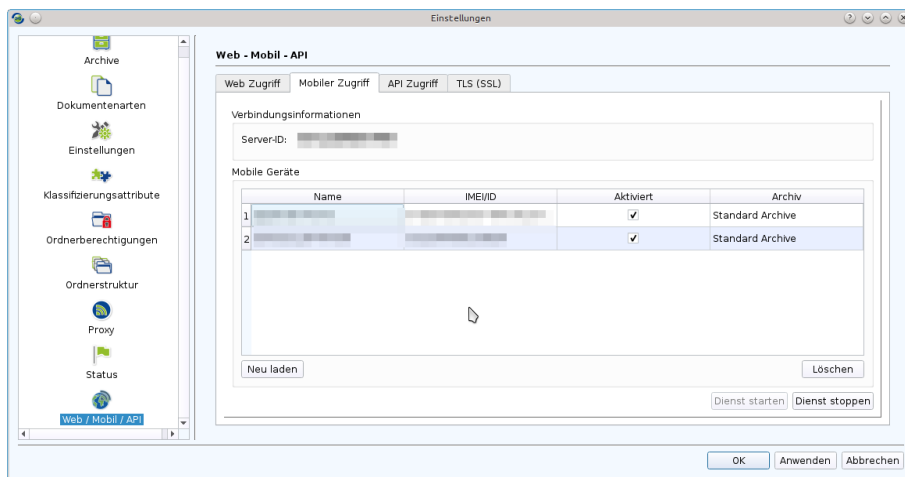 Einstellungen
Archive
Dokumentenarten
Einstellungen
Klassifizierungsattribute
Ordnerberechtigungen
Ordnerstruktur
Proxy
Status
Web / Mobil / API
Web - Mobil - API
Web Zugriff Mobiler Zugriff API Zugriff TLS (SSL)
Verbindungsinformationen
Server-ID:
Mobile Geräte
Name IMEI/ID Aktiviert Archiv
1 Standard Archive
2 Standard Archive
Neu laden Löschen
Dienst starten Dienst stoppen
OK Anwenden Abbrechen